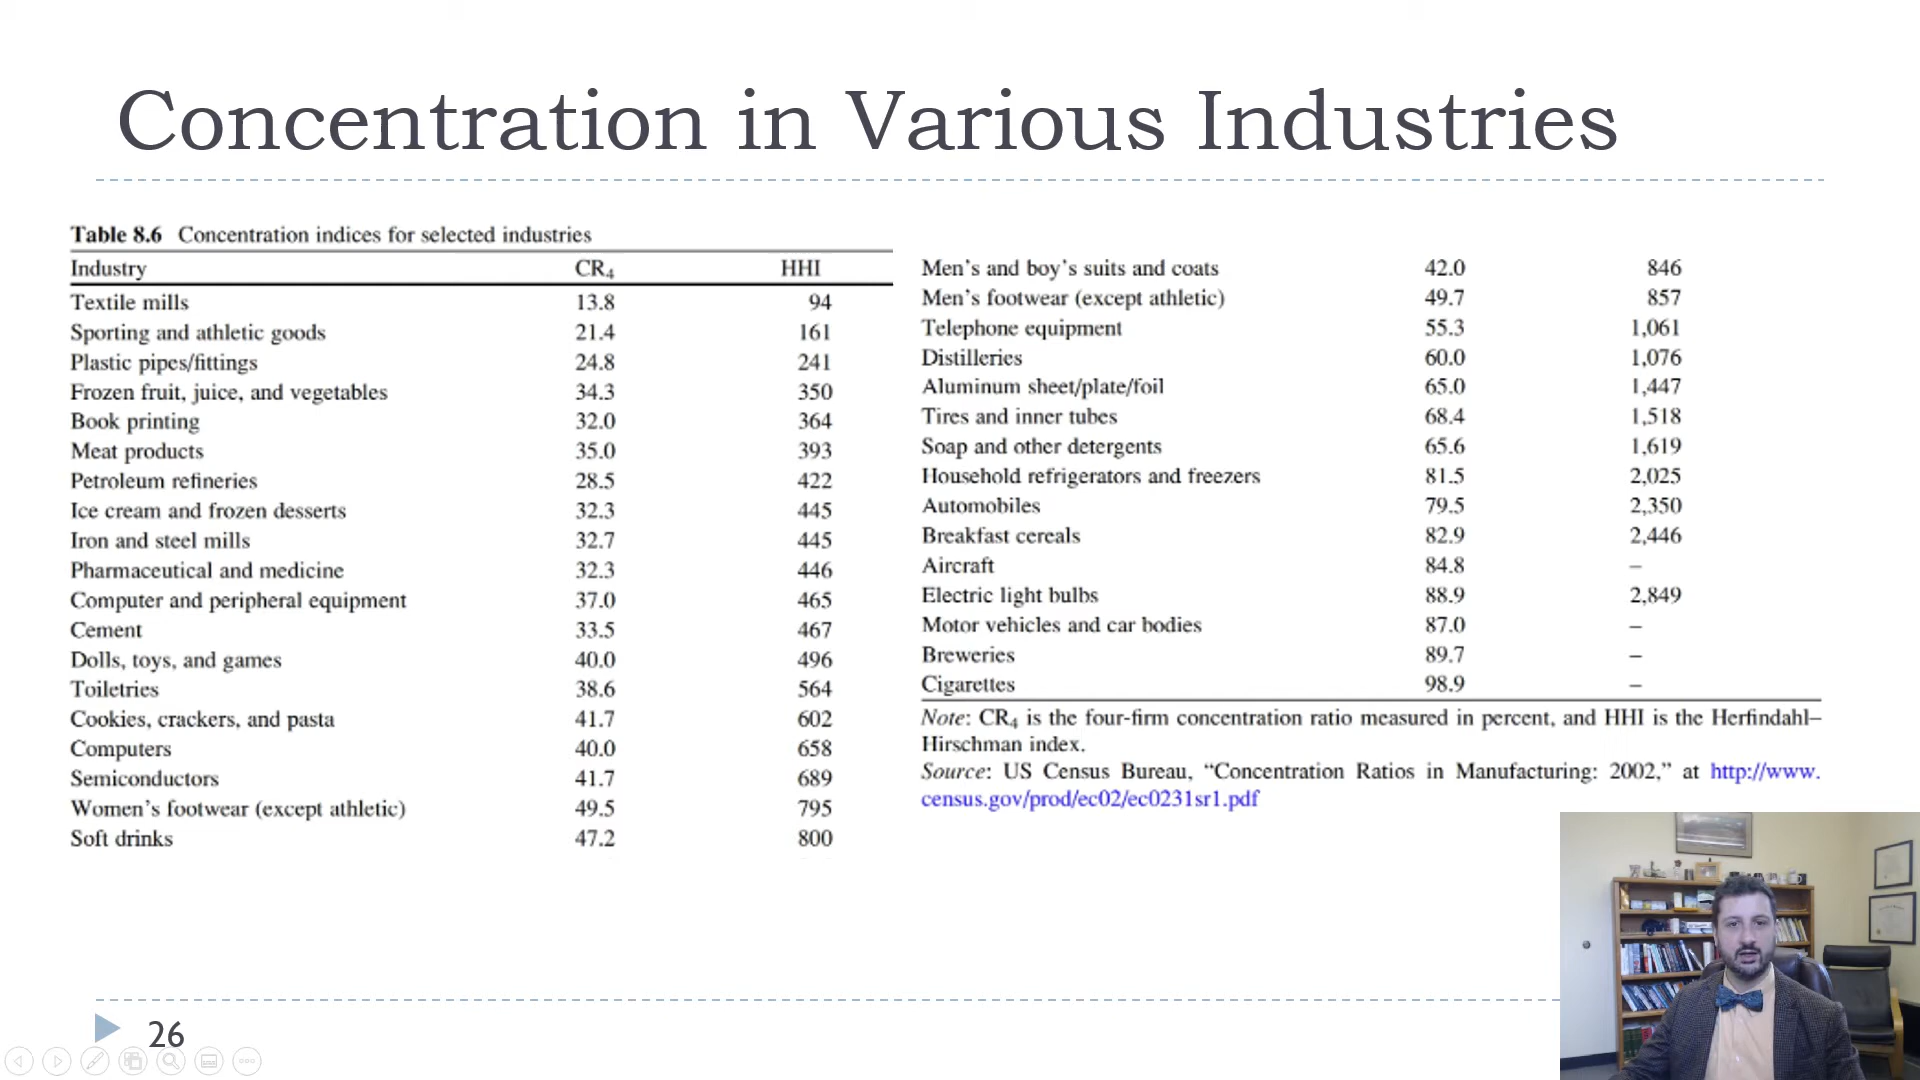 Concentration in Various Industries
Table 8.6 Concentration indices for selected industries
Industry CR4 HHI
Textile mills 13.8 94
Sporting and athletic goods 21.4 161
Plastic pipes/fittings 24.8 241
Frozen fruit, juice, and vegetables 34.3 350
Book printing 32.0 364
Meat products 35.0 393
Petroleum refineries 28.5 422
Ice cream and frozen desserts 32.3 445
Iron and steel mills 32.7 445
Pharmaceutical and medicine 32.3 446
Computer and peripheral equipment 37.0 465
Cement 33.5 467
Dolls, toys, and games 40.0 496
Toiletries 38.6 564
Cookies, crackers, and pasta 41.7 602
Computers 40.0 658
Semiconductors 41.7 689
Women's footwear (except athletic) 49.5 795
Soft drinks 47.2 800
Men's and boy's suits and coats 42.0 846
Men's footwear (except athletic) 49.7 857
Telephone equipment 55.3 1,061
Distilleries 60.0 1,076
Aluminum sheet/plate/foil 65.0 1,447
Tires and inner tubes 68.4 1,518
Soap and other detergents 65.6 1,619
Household refrigerators and freezers 81.5 2,025
Automobiles 79.5 2,350
Breakfast cereals 82.9 2,446
Aircraft 84.8 –
Electric light bulbs 88.9 2,849
Motor vehicles and car bodies 87.0 –
Breweries 89.7 –
Cigarettes 98.9 –
Note: CR4 is the four-firm concentration ratio measured in percent, and HHI is the Herfindahl–
Hirschman index.
Source: US Census Bureau, “Concentration Ratios in Manufacturing: 2002,” at http://www.
census.gov/prod/ec02/ec0231sr1.pdf
26